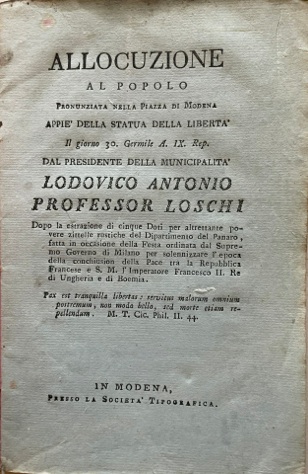 ALLOCUZIONE
AL POPOLO
PRONUNZIATA NELLA PIAZZA DI MODENA
APPIE' DELLA STATUA DELLA LIBERTA'
Il giorno 30. Germile A. IX. Rep.
DAL PRESIDENTE DELLA MUNICIPALITA'
LODOVICO ANTONIO
PROFESSOR LOSCHI
Dopo la estrazione di cinque Doti per altrettante po-
vere zittelle rustiche del Dipartimento del Panaro,
fatta in occasione della Festa ordinata dal Supre-
mo Governo di Milano per solennizzare l'epoca
della conchiusion della Pace tra la Repubblica
Francese e S. M. l'Imperatore Francesco II. Re
di Ungheria e di Boemia.
Pax est tranquilla libertas: servitus malorum omnium
postremum, non modo bello, sed morte etiam re-
pellendum. M. T. Cic. Phil. II. 44.
IN MODENA,
PRESSO LA SOCIETA' TIPOGRAFICA.